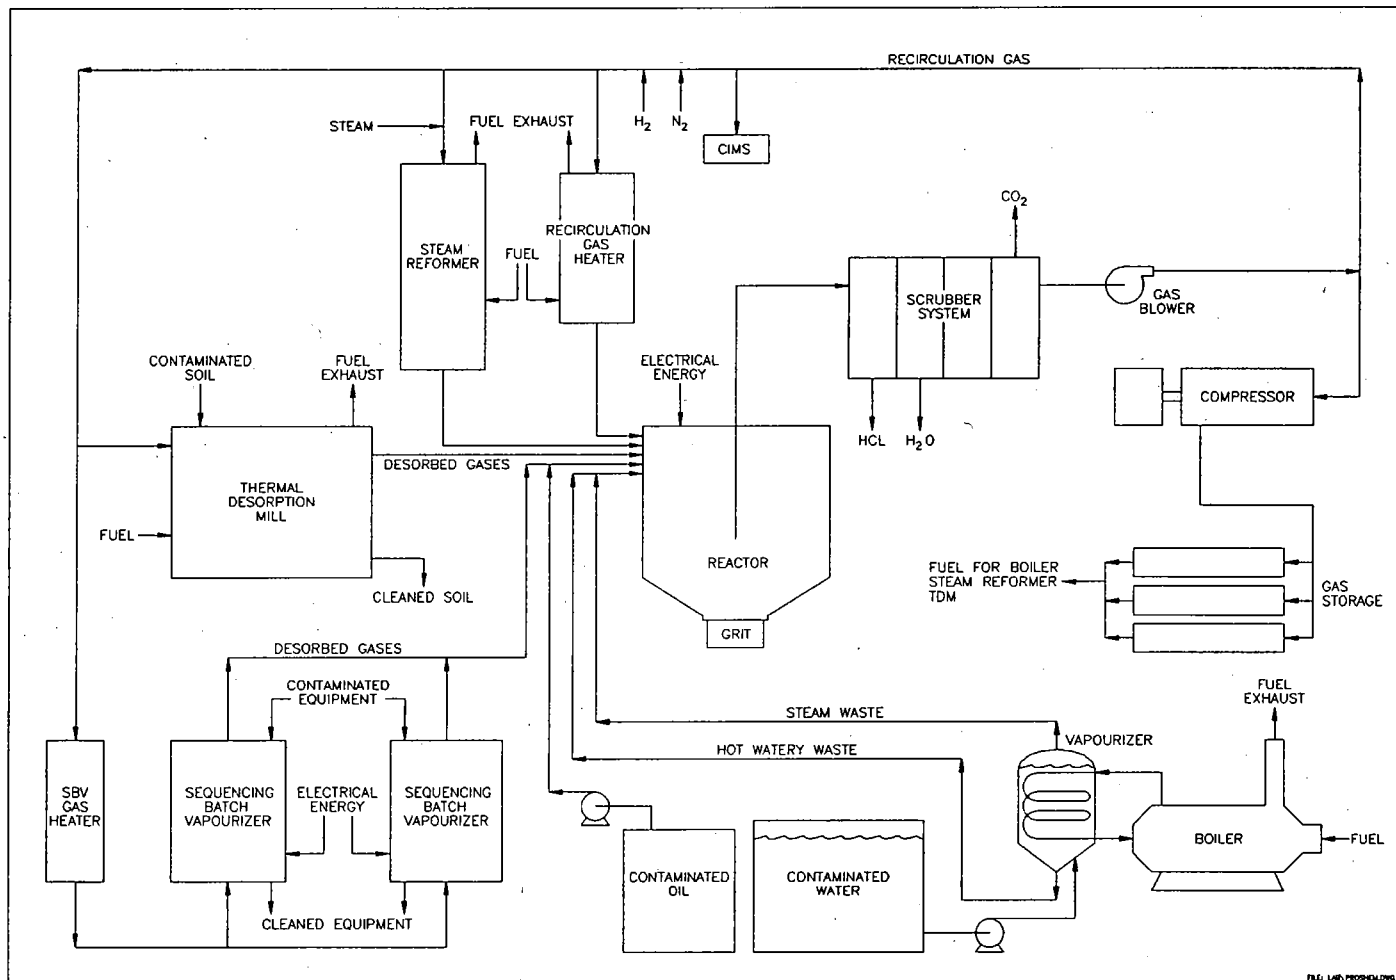 RECIRCULATION GAS
STEAM
FUEL EXHAUST
H2
N2
CIMS
CO2
STEAM
REFORMER
FUEL
RECIRCULATION
GAS
HEATER
SCRUBBER
SYSTEM
GAS
BLOWER
CONTAMINATED
SOIL
FUEL
EXHAUST
ELECTRICAL
ENERGY
COMPRESSOR
HCL
H2O
DESORBED GASES
THERMAL
DESORPTION
MILL
FUEL
REACTOR
CLEANED SOIL
FUEL FOR BOILER
STEAM REFORMER
TDM
GAS
STORAGE
GRIT
DESORBED GASES
CONTAMINATED
EQUIPMENT
FUEL
EXHAUST
STEAM WASTE
VAPOURIZER
HOT WATERY WASTE
SBV
GAS
HEATER
SEQUENCING
BATCH
VAPOURIZER
ELECTRICAL
ENERGY
SEQUENCING
BATCH
VAPOURIZER
BOILER
FUEL
CONTAMINATED
OIL
CONTAMINATED
WATER
CLEANED EQUIPMENT